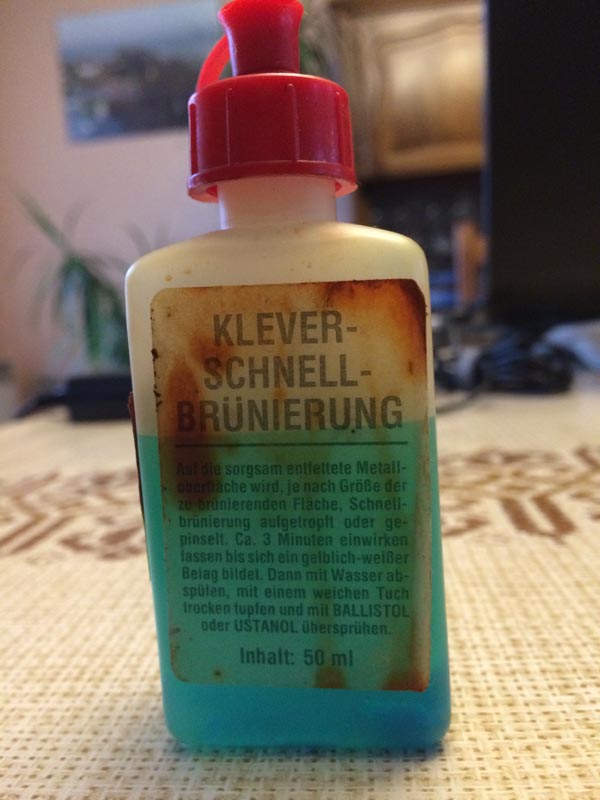 KLEVER-
SCHNELL-
BRÜNIERUNG
Auf die sorgsam entfettete Metall-
oberfläche wird, je nach Größe der
zu brünierenden Fläche, Schnell-
brünierung aufgetropft oder ge-
pinselt. Ca. 3 Minuten einwirken
lassen bis sich ein gelblich-weißer
Belag bildet. Dann mit Wasser ab-
spülen, mit einem weichen Tuch
trocken tupfen und mit BALLISTOL
oder USTANOL übersprühen.
Inhalt: 50 ml